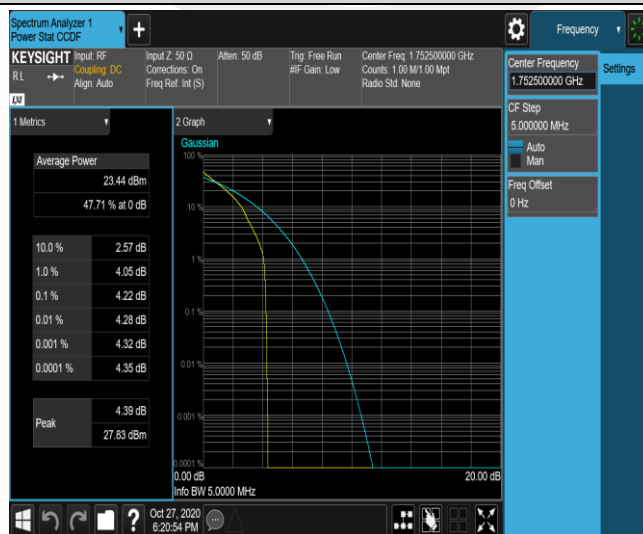 Spectrum Analyzer 1
Power Stat CCDF
+
Frequency
KEYSIGHT
RL
LXI
Input: RF
Coupling: DC
Align: Auto
Input Z: 50 Ω
Corrections: On
Freq Ref: Int (S)
Atten: 50 dB
Trig: Free Run
#IF Gain: Low
Center Freq: 1.752500000 GHz
Counts: 1.00 M/1.00 Mpt
Radio Std: None
Center Frequency
1.752500000 GHz
Settings
CF Step
5.000000 MHz
Auto
Man
Freq Offset
0 Hz
1 Metrics
Average Power
23.44 dBm
47.71 % at 0 dB
10.0 % 2.57 dB
1.0 % 4.05 dB
0.1 % 4.22 dB
0.01 % 4.28 dB
0.001 % 4.32 dB
0.0001 % 4.35 dB
Peak
4.39 dB
27.83 dBm
2 Graph
Gaussian
100 %
10 %
1 %
0.1 %
0.01 %
0.001 %
0.0001 %
0.00 dB 20.00 dB
Info BW 5.0000 MHz
?
Oct 27, 2020
6:20:54 PM